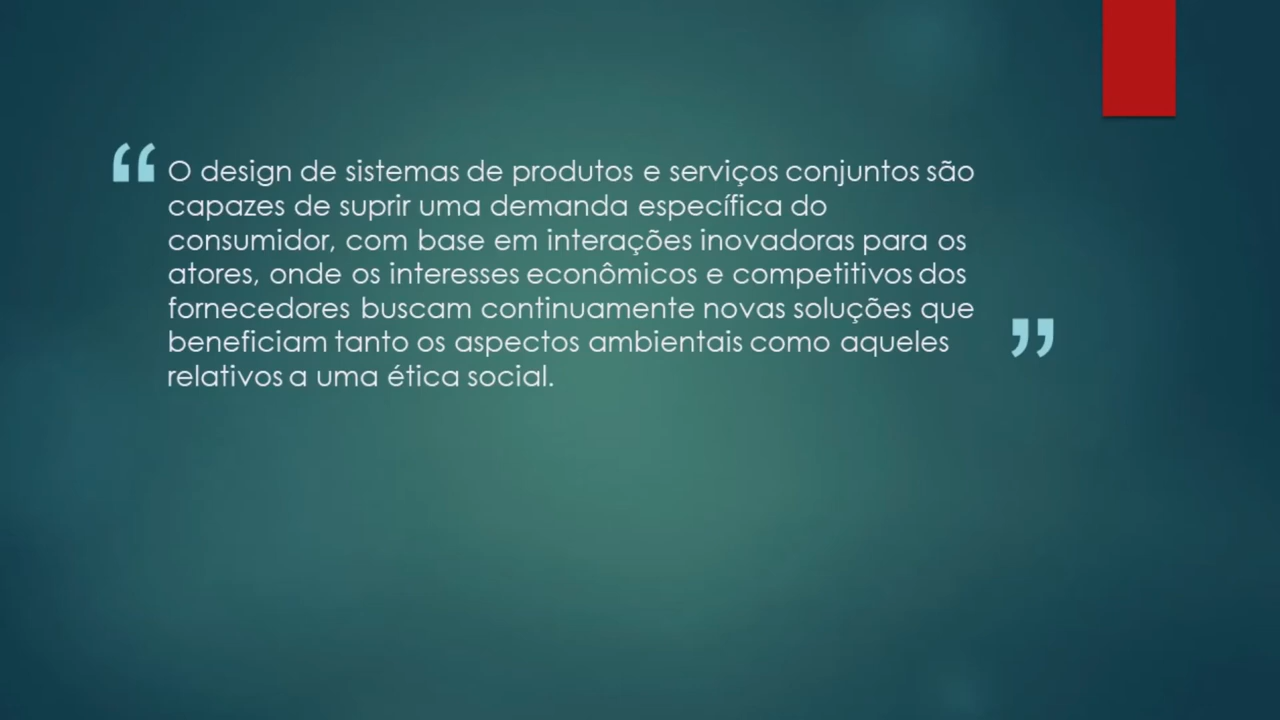 “ O design de sistemas de produtos e serviços conjuntos são
capazes de suprir uma demanda específica do
consumidor, com base em interações inovadoras para os
atores, onde os interesses econômicos e competitivos dos
fornecedores buscam continuamente novas soluções que
beneficiam tanto os aspectos ambientais como aqueles ”
relativos a uma ética social.